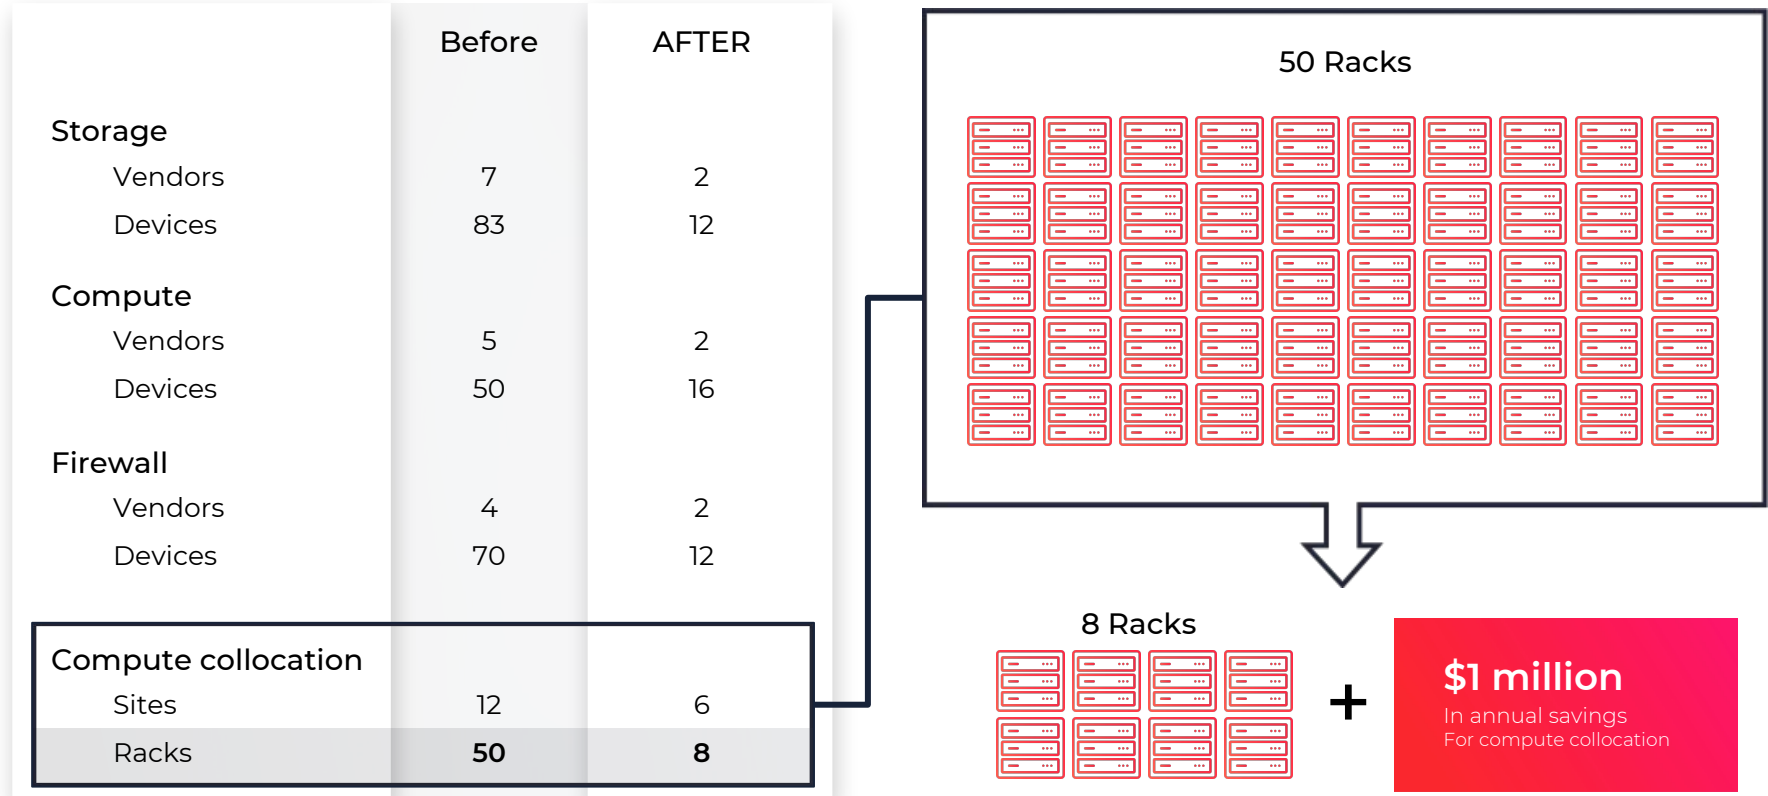 Before AFTER
Storage
Vendors 7 2
Devices 83 12
Compute
Vendors 5 2
Devices 50 16
Firewall
Vendors 4 2
Devices 70 12
Compute collocation
Sites 12 6
Racks 50 8
50 Racks
8 Racks
+
$1 million
In annual savings
For compute collocation